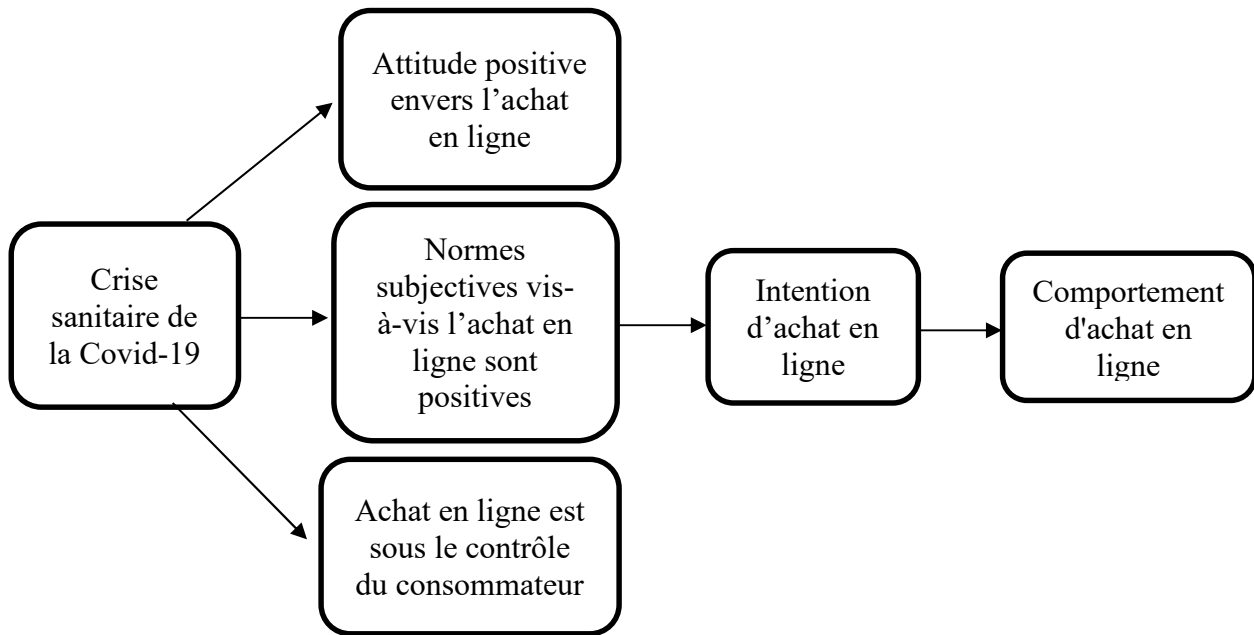 Attitude positive
envers l’achat
en ligne
Crise
sanitaire de
la Covid-19
Normes
subjectives vis-
à-vis l’achat en
ligne sont
positives
Intention
d’achat en
ligne
Comportement
d'achat en
ligne
Achat en ligne est
sous le contrôle
du consommateur